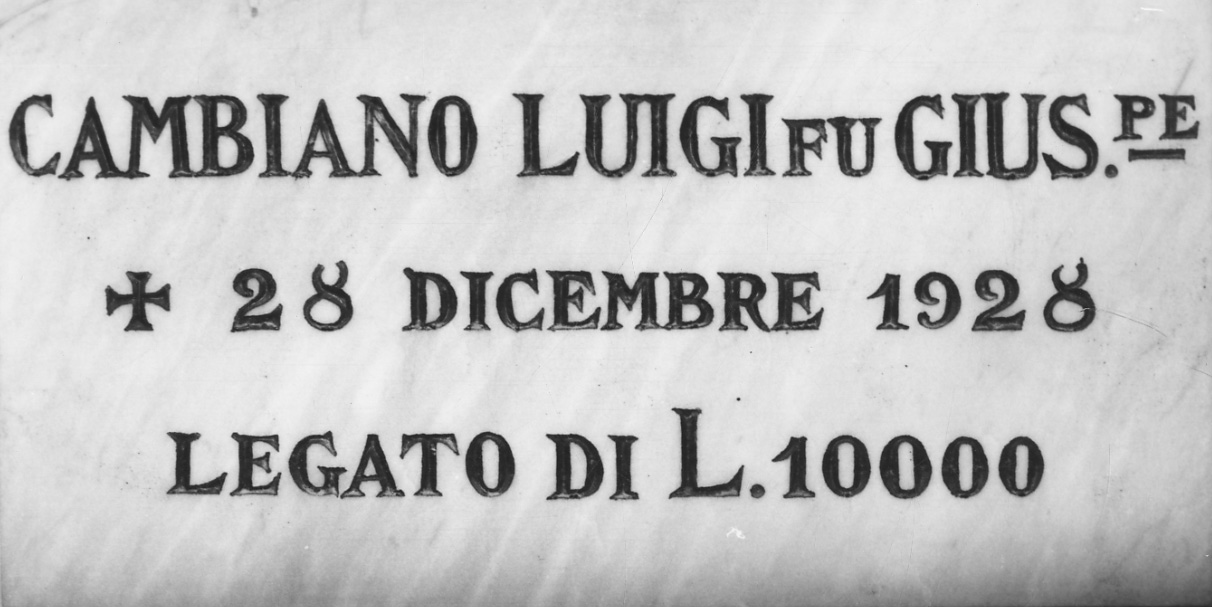 CAMBIANO LUIGI FU GIUS.PE
✠ 28 DICEMBRE 1928
LEGATO DI L.10000